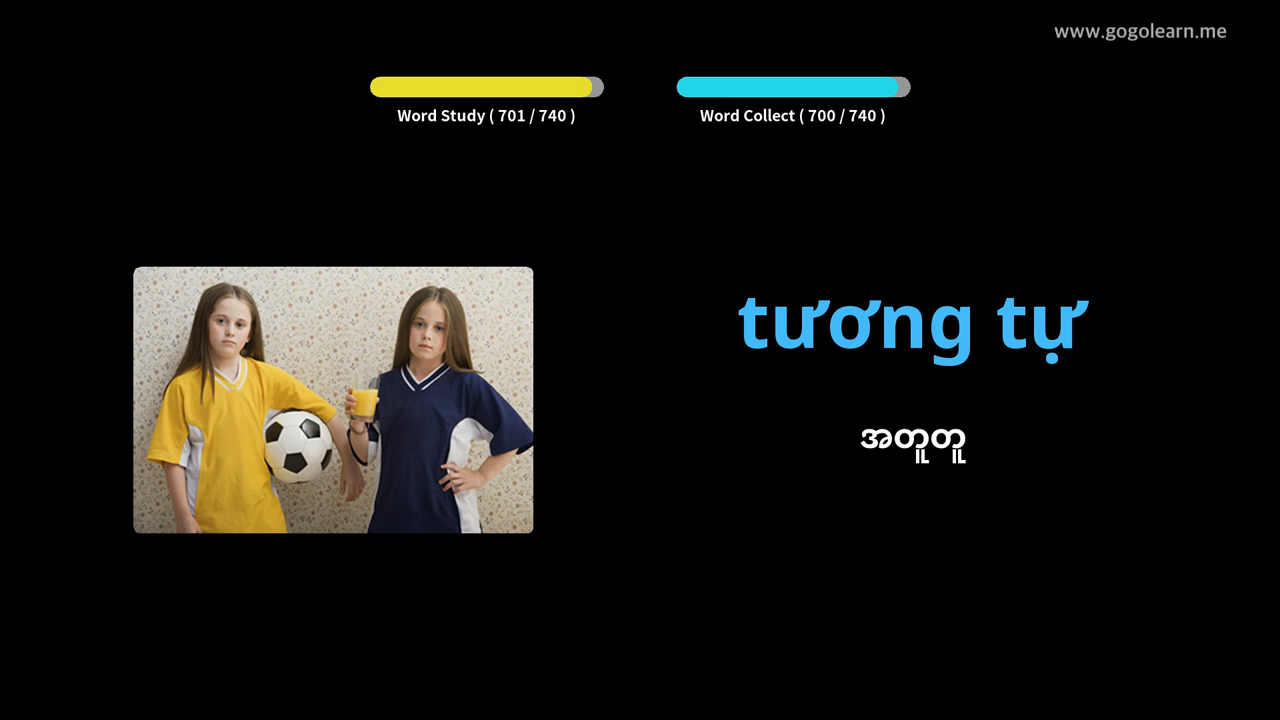 www.gogolearn.me
Word Study ( 701 / 740 )
Word Collect ( 700 / 740 )
tương tự
အတူတူ